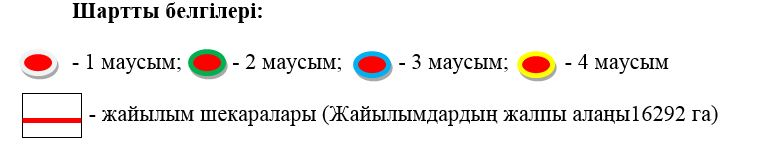 Шартты белгілері:
- 1 маусым; - 2 маусым; - 3 маусым; - 4 маусым
- жайылым шекаралары (Жайылымдардың жалпы алаңы16292 га)